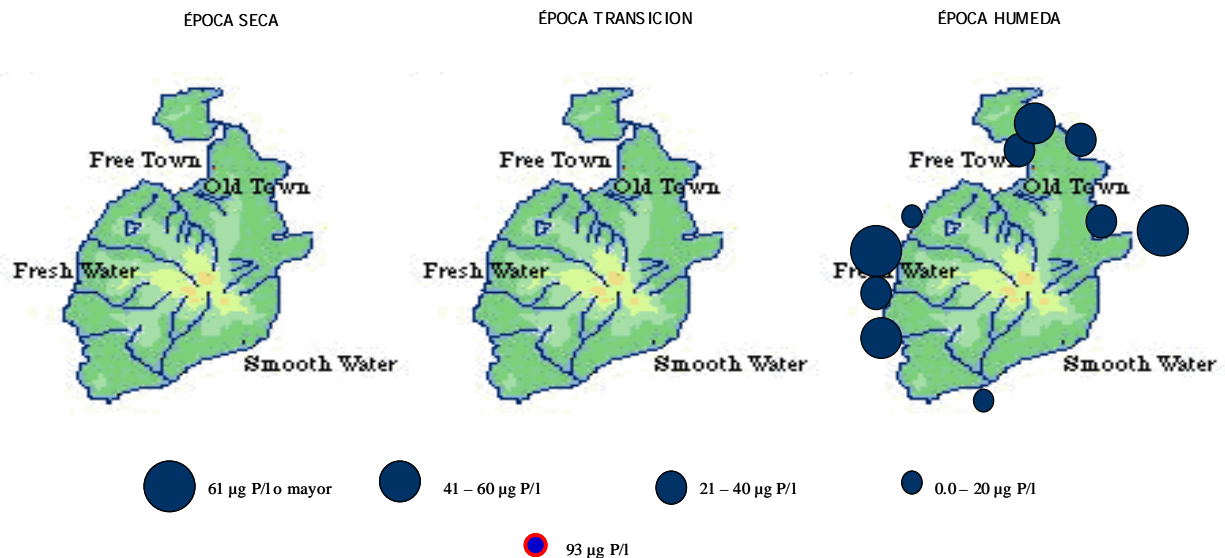 ÉPOCA SECA
ÉPOCA TRANSICION
ÉPOCA HUMEDA
Free Town
Old Town
Fresh Water
Smooth Water
Free Town
Old Town
Fresh Water
Smooth Water
Free Town
Old Town
Fresh Water
Smooth Water
61 µg P/l o mayor
41 – 60 µg P/l
21 – 40 µg P/l
0.0 – 20 µg P/l
93 µg P/l